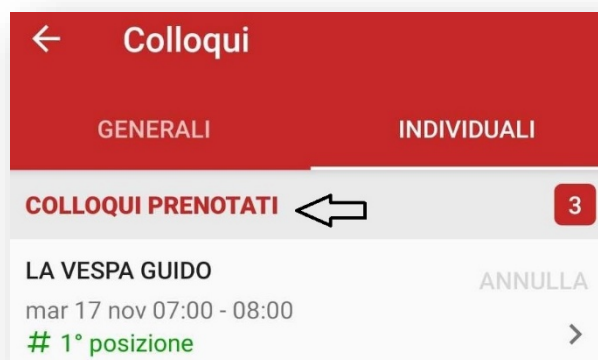 Colloqui
GENERALI
INDIVIDUALI
COLLOQUI PRENOTATI
3
LA VESPA GUIDO
ANNULLA
mar 17 nov 07:00 - 08:00
# 1° posizione